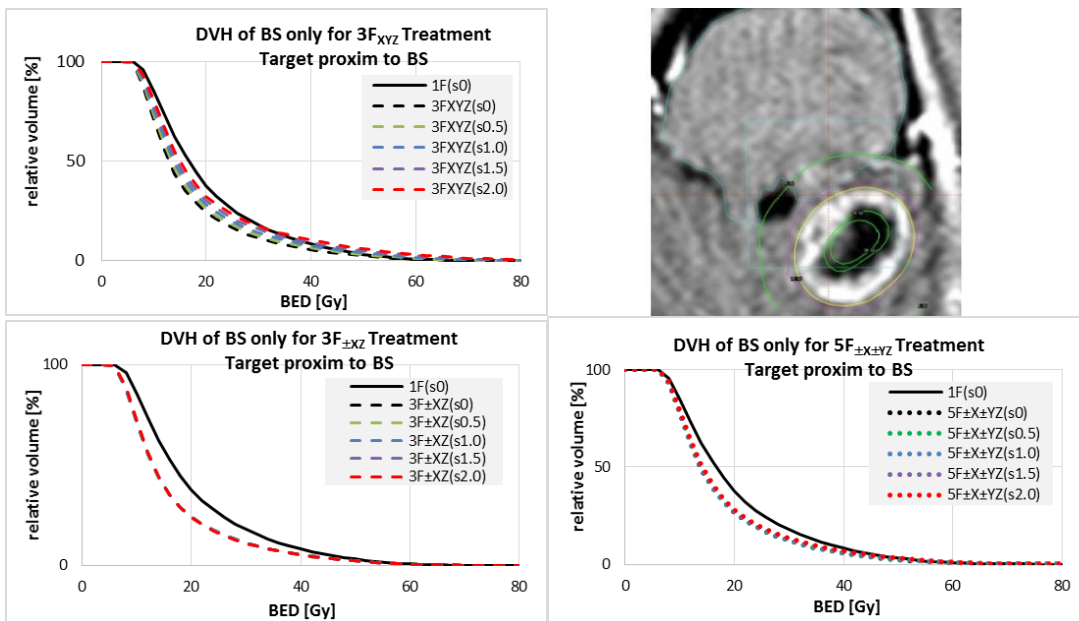 DVH of BS only for 3FXYZ Treatment
Target proxim to BS
relative volume [%]
100
50
0
1F(s0)
3FXYZ(s0)
3FXYZ(s0.5)
3FXYZ(s1.0)
3FXYZ(s1.5)
3FXYZ(s2.0)
0
20
40
60
80
BED [Gy]
DVH of BS only for 3F±XZ Treatment
Target proxim to BS
relative volume [%]
100
50
0
1F(s0)
3F±XZ(s0)
3F±XZ(s0.5)
3F±XZ(s1.0)
3F±XZ(s1.5)
3F±XZ(s2.0)
0
20
40
60
80
BED [Gy]
DVH of BS only for 5F±X±YZ Treatment
Target proxim to BS
relative volume [%]
100
50
0
1F(s0)
5F±X±YZ(s0)
5F±X±YZ(s0.5)
5F±X±YZ(s1.0)
5F±X±YZ(s1.5)
5F±X±YZ(s2.0)
0
20
40
60
80
BED [Gy]